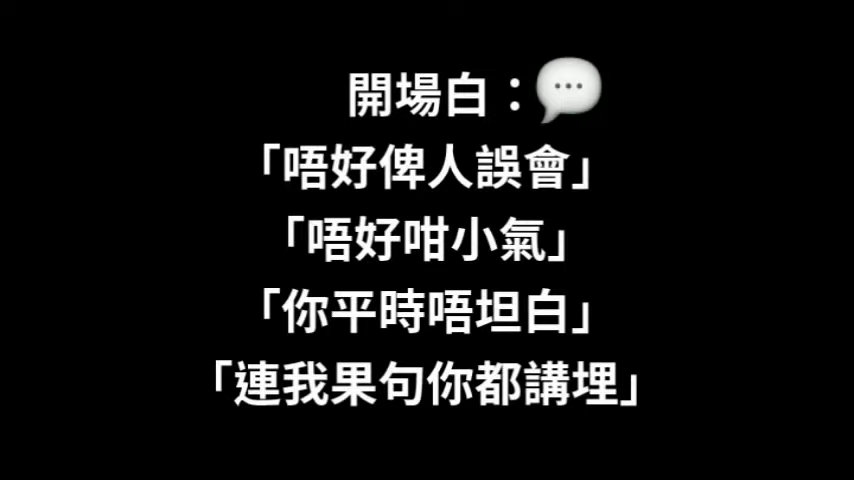 開場白：💬
「唔好俾人誤會」
「唔好咁小氣」
「你平時唔坦白」
「連我果句你都講埋」